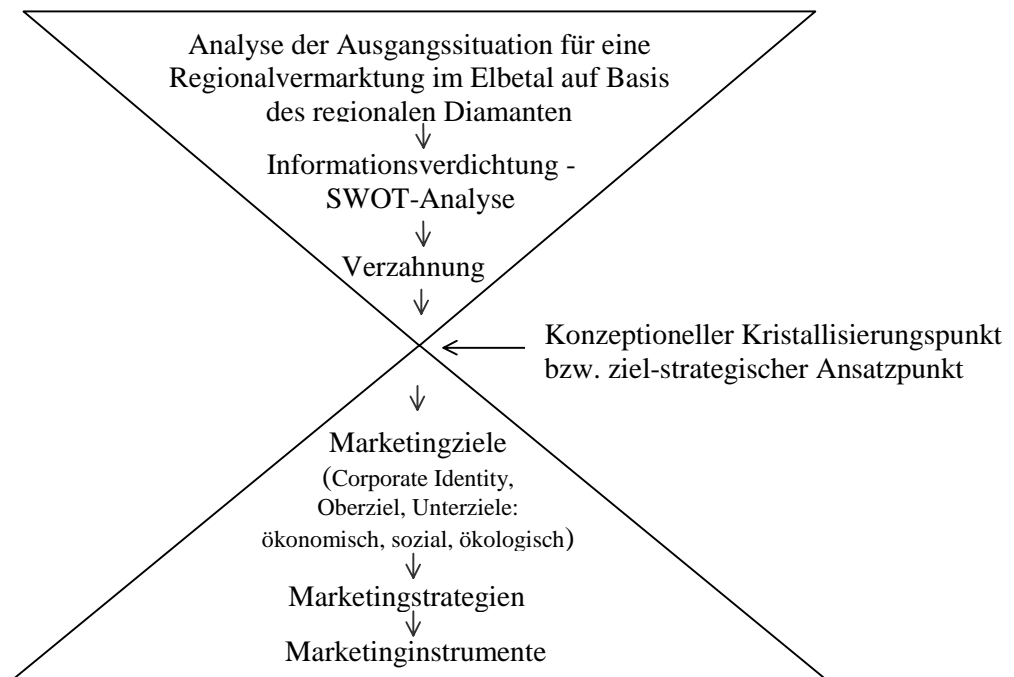 Analyse der Ausgangssituation für eine
Regionalvermarktung im Elbetal auf Basis
des regionalen Diamanten
Informationsverdichtung -
SWOT-Analyse
Verzahnung
Konzeptioneller Kristallisierungspunkt
bzw. ziel-strategischer Ansatzpunkt
Marketingziele
(Corporate Identity,
Oberziel, Unterziele:
ökonomisch, sozial, ökologisch)
Marketingstrategien
Marketinginstrumente